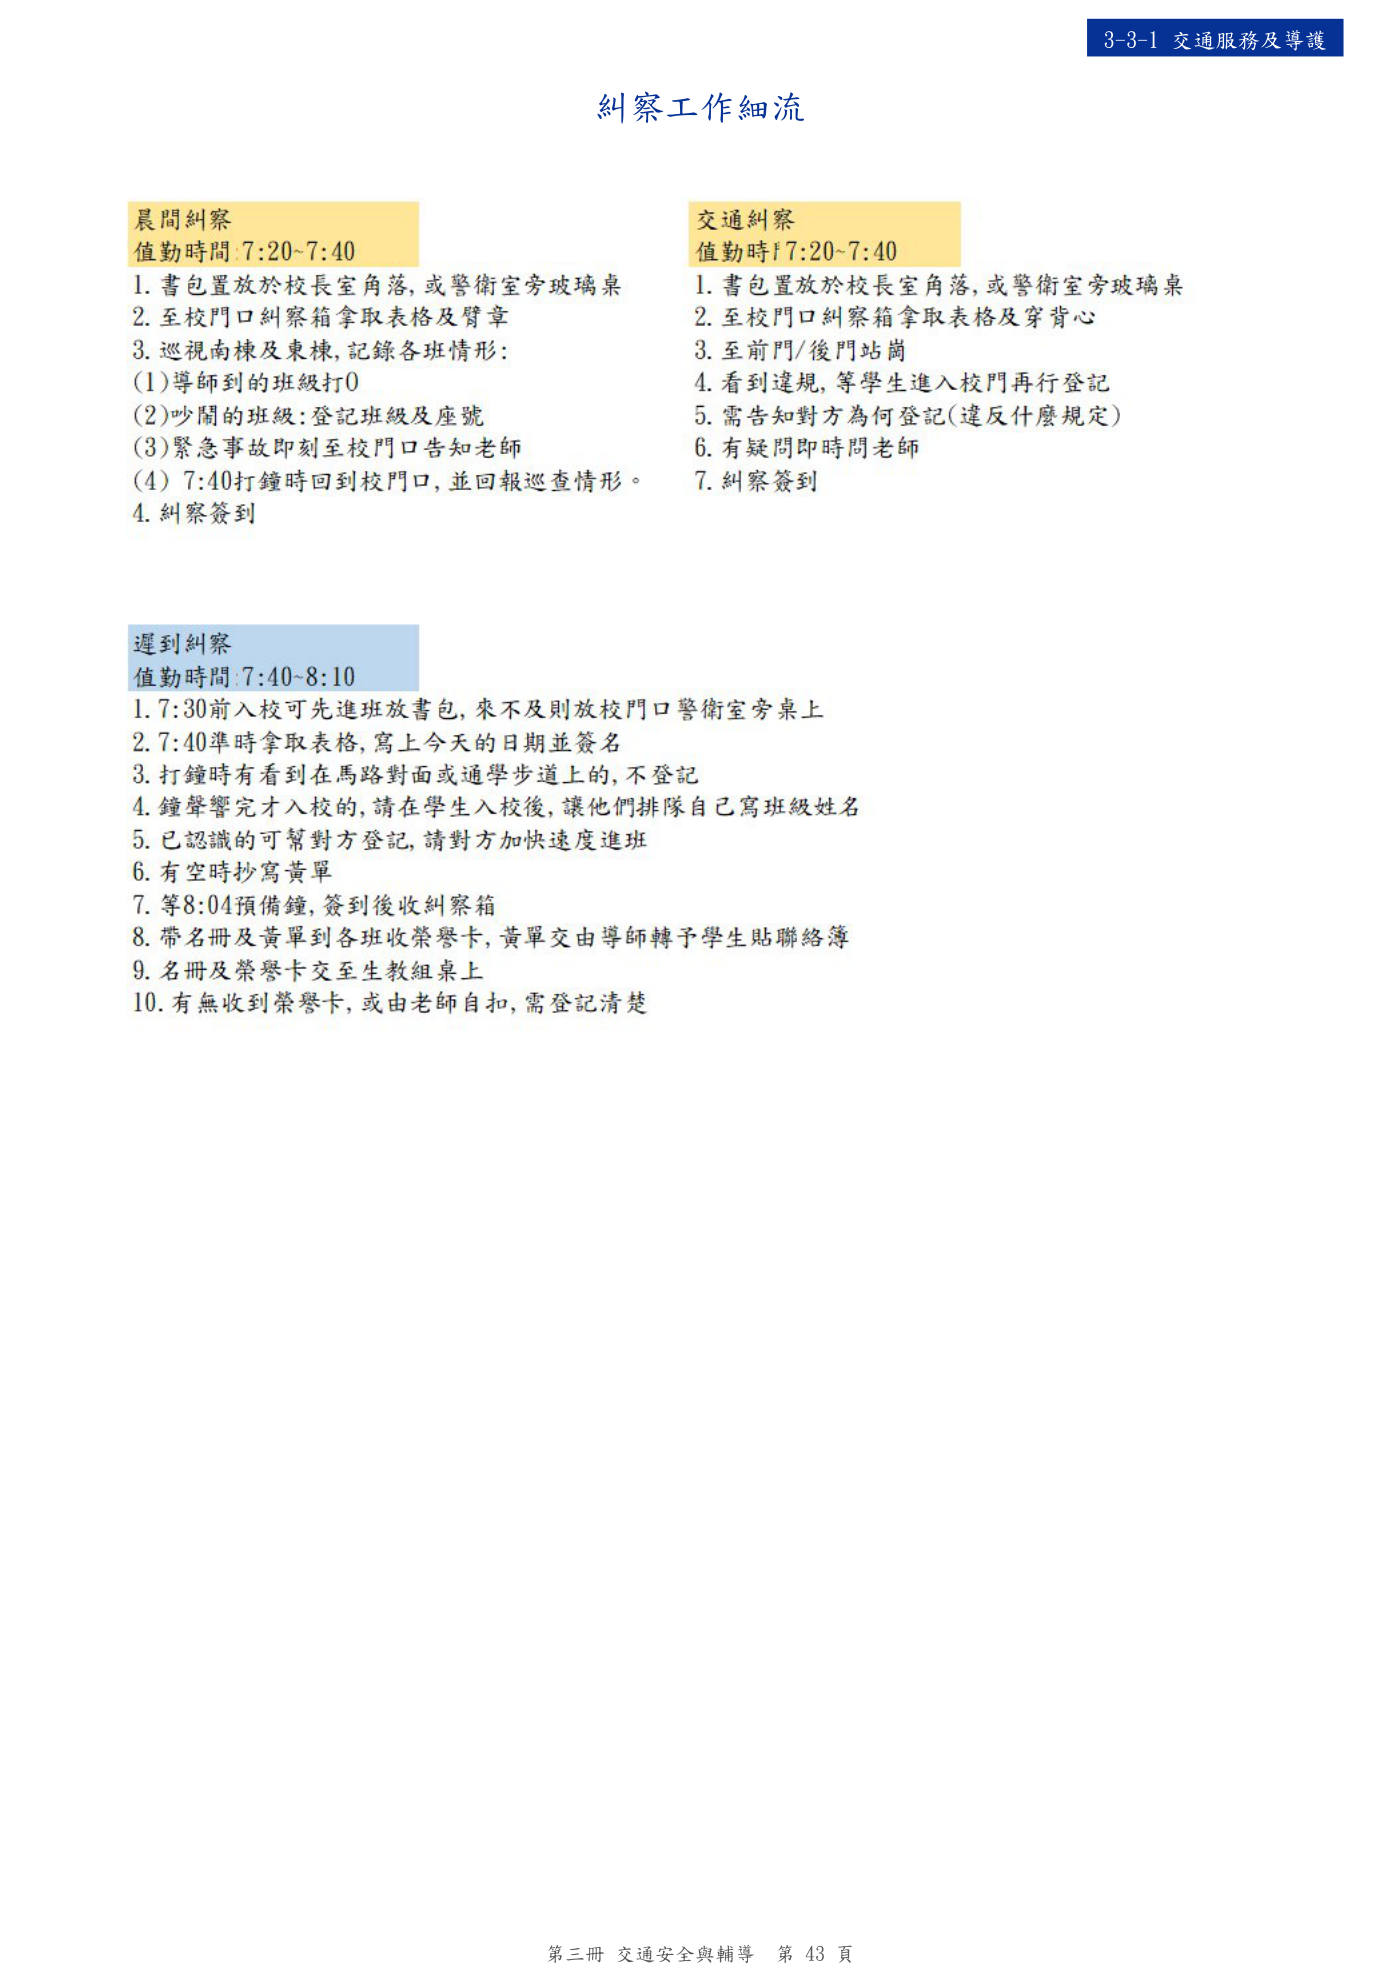 3-3-1 交通服務及導護
糾察工作細流
晨間糾察
值勤時間:7:20~7:40
1. 書包置放於校長室角落, 或警衛室旁玻璃桌
2. 至校門口糾察箱拿取表格及臂章
3. 巡視南棟及東棟, 記錄各班情形:
(1)導師到的班級打O
(2)吵鬧的班級:登記班級及座號
(3)緊急事故即刻至校門口告知老師
(4) 7:40打鐘時回到校門口, 並回報巡查情形。
4. 糾察簽到
交通糾察
值勤時 7:20~7:40
1. 書包置放於校長室角落, 或警衛室旁玻璃桌
2. 至校門口糾察箱拿取表格及穿背心
3. 至前門/後門站崗
4. 看到違規, 等學生進入校門再行登記
5. 需告知對方為何登記(違反什麼規定)
6. 有疑問即時問老師
7. 糾察簽到
遲到糾察
值勤時間:7:40~8:10
1. 7:30前入校可先進班放書包, 來不及則放校門口警衛室旁桌上
2. 7:40準時拿取表格, 寫上今天的日期並簽名
3. 打鐘時有看到在馬路對面或通學步道上的, 不登記
4. 鐘聲響完才入校的, 請在學生入校後, 讓他們排隊自己寫班級姓名
5. 已認識的可幫對方登記, 請對方加快速度進班
6. 有空時抄寫黃單
7. 等8:04預備鐘, 簽到後收糾察箱
8. 帶名冊及黃單到各班收榮譽卡, 黃單交由導師轉予學生貼聯絡簿
9. 名冊及榮譽卡交至生教組桌上
10. 有無收到榮譽卡, 或由老師自扣, 需登記清楚
第三冊 交通安全與輔導 第 43 頁